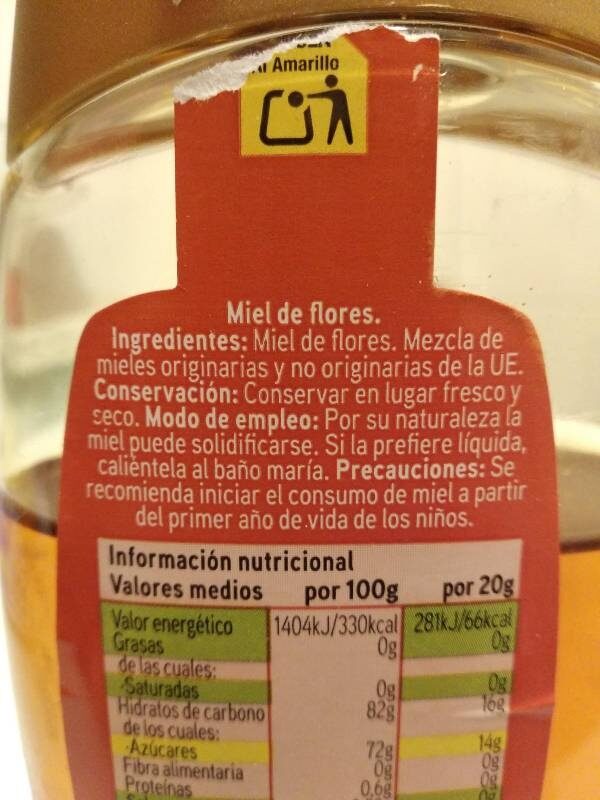 Amarillo
Miel de flores.
Ingredientes: Miel de flores. Mezcla de
mieles originarias y no originarias de la UE.
Conservación: Conservar en lugar fresco y
seco. Modo de empleo: Por su naturaleza la
miel puede solidificarse. Si la prefiere líquida,
caliéntela al baño maría. Precauciones: Se
recomienda iniciar el consumo de miel a partir
del primer año de vida de los niños.
Información nutricional
Valores medios por 100g por 20g
Valor energético 1404kJ/330kcal 281kJ/66kcal
Grasas 0g 0g
de las cuales:
-Saturadas 0g 0g
Hidratos de carbono 82g 16g
de los cuales:
-Azúcares 72g 14g
Fibra alimentaria 0g 0g
Proteínas 0,6g 0g